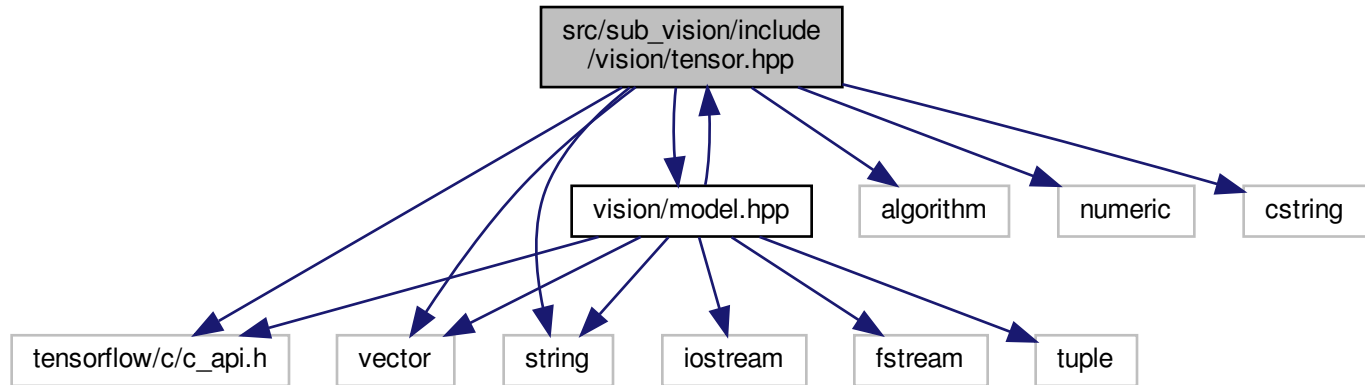 src/sub_vision/include
/vision/tensor.hpp
vision/model.hpp
algorithm
numeric
cstring
tensorflow/c/c_api.h
vector
string
iostream
fstream
tuple